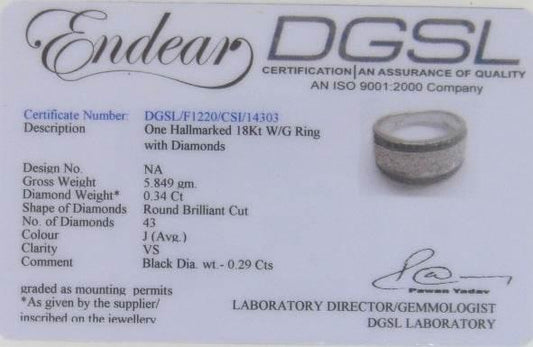 Endear DGSL
CERTIFICATION AN ASSURANCE OF QUALITY
AN ISO 9001:2000 Company
Certificate Number: DGSL/F1220/CSI/14303
Description One Hallmarked 18Kt W/G Ring
with Diamonds
Design No. NA
Gross Weight 5.849 gm.
Diamond Weight* 0.34 Ct
Shape of Diamonds Round Brilliant Cut
No. of Diamonds 43
Colour J (Avg.)
Clarity VS
Comment Black Dia. wt.- 0.29 Cts
graded as mounting permits
*As given by the supplier/
inscribed on the jewellery
Pawan Yadav
LABORATORY DIRECTOR/GEMMOLOGIST
DGSL LABORATORY